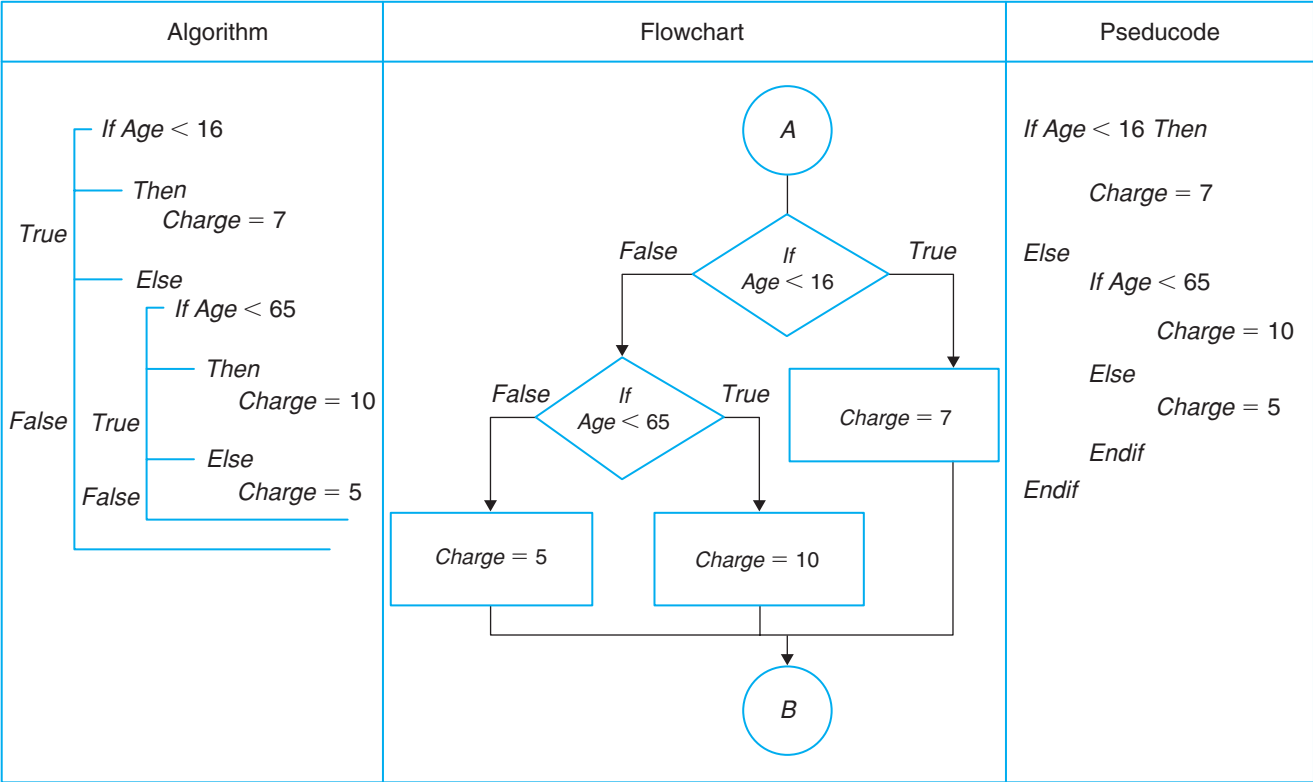 Algorithm
Flowchart
Pseducode
If Age < 16
Then
Charge = 7
True
Else
If Age < 65
Then
Charge = 10
False
True
Else
Charge = 5
False
A
If
Age < 16
False
True
If
Age < 65
False
True
Charge = 7
Charge = 5
Charge = 10
B
If Age < 16 Then
Charge = 7
Else
If Age < 65
Charge = 10
Else
Charge = 5
Endif
Endif